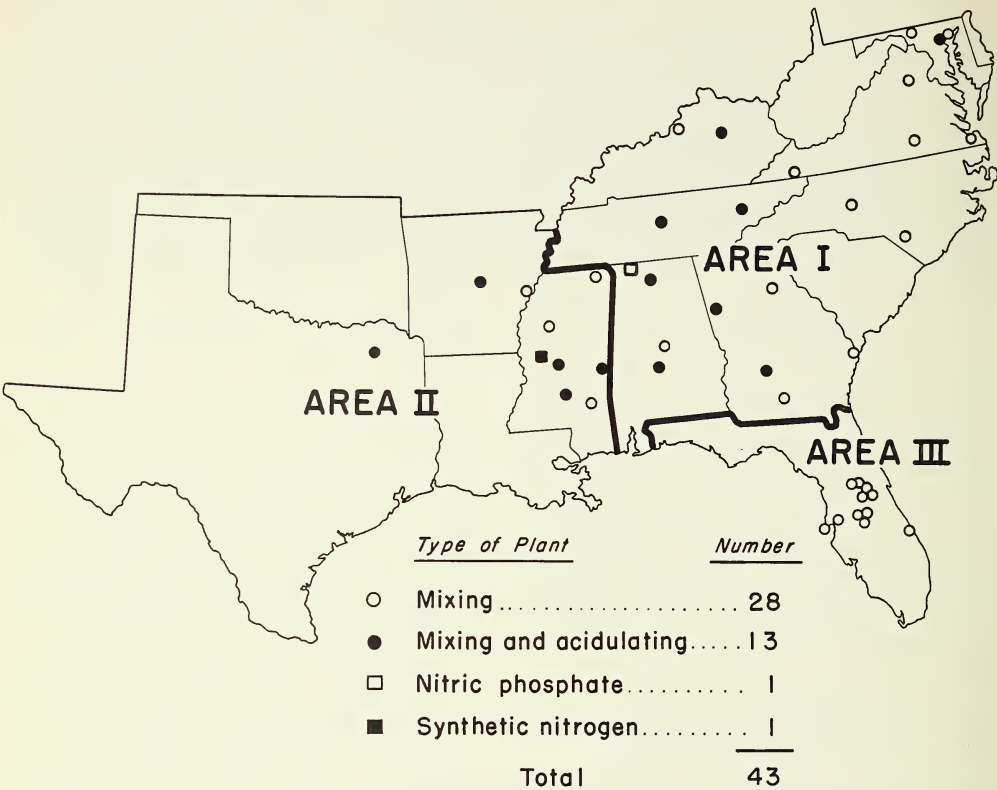 AREA I
AREA II
AREA III
Type of Plant Number
Mixing ...................... 28
Mixing and acidulating ..... 13
Nitric phosphate .......... 1
Synthetic nitrogen ......... 1
Total 43